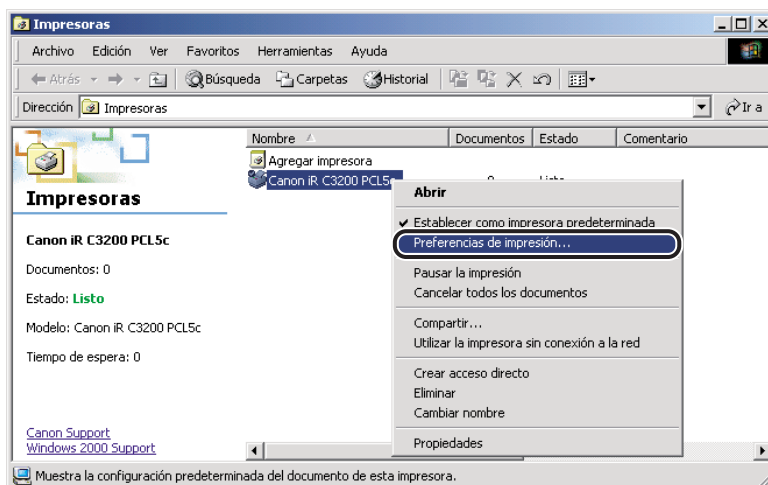 Impresoras
Archivo Edición Ver Favoritos Herramientas Ayuda
Atrás Búsqueda Carpetas Historial
Dirección Impresoras Ir a
Nombre Documentos Estado Comentario
Agregar impresora
Canon iR C3200 PCL5c 0 Listo
Impresoras
Canon iR C3200 PCL5c
Documentos: 0
Estado: Listo
Modelo: Canon iR C3200 PCL5c
Tiempo de espera: 0
Canon Support
Windows 2000 Support
Abrir
Establecer como impresora predeterminada
Preferencias de impresión...
Pausar la impresión
Cancelar todos los documentos
Compartir...
Utilizar la impresora sin conexión a la red
Crear acceso directo
Eliminar
Cambiar nombre
Propiedades
Muestra la configuración predeterminada del documento de esta impresora.